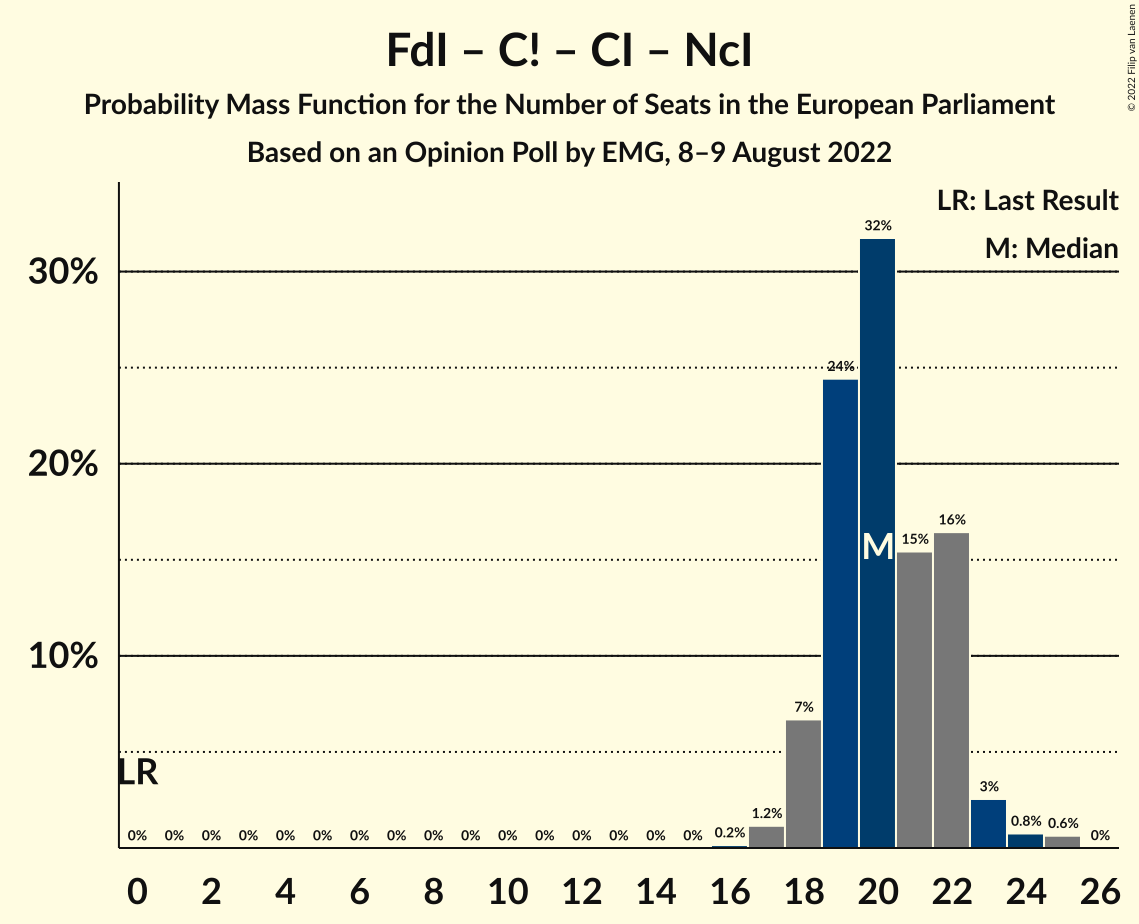 FdI – C! – CI – NcI
Probability Mass Function for the Number of Seats in the European Parliament
Based on an Opinion Poll by EMG, 8–9 August 2022
© 2022 Filip van Laenen
LR: Last Result
M: Median
30%
20%
10%
LR
M
0% 0% 0% 0% 0% 0% 0% 0% 0% 0% 0% 0% 0% 0% 0% 0% 0.2% 1.2% 7% 24% 32% 15% 16% 3% 0.8% 0.6% 0%
0 2 4 6 8 10 12 14 16 18 20 22 24 26